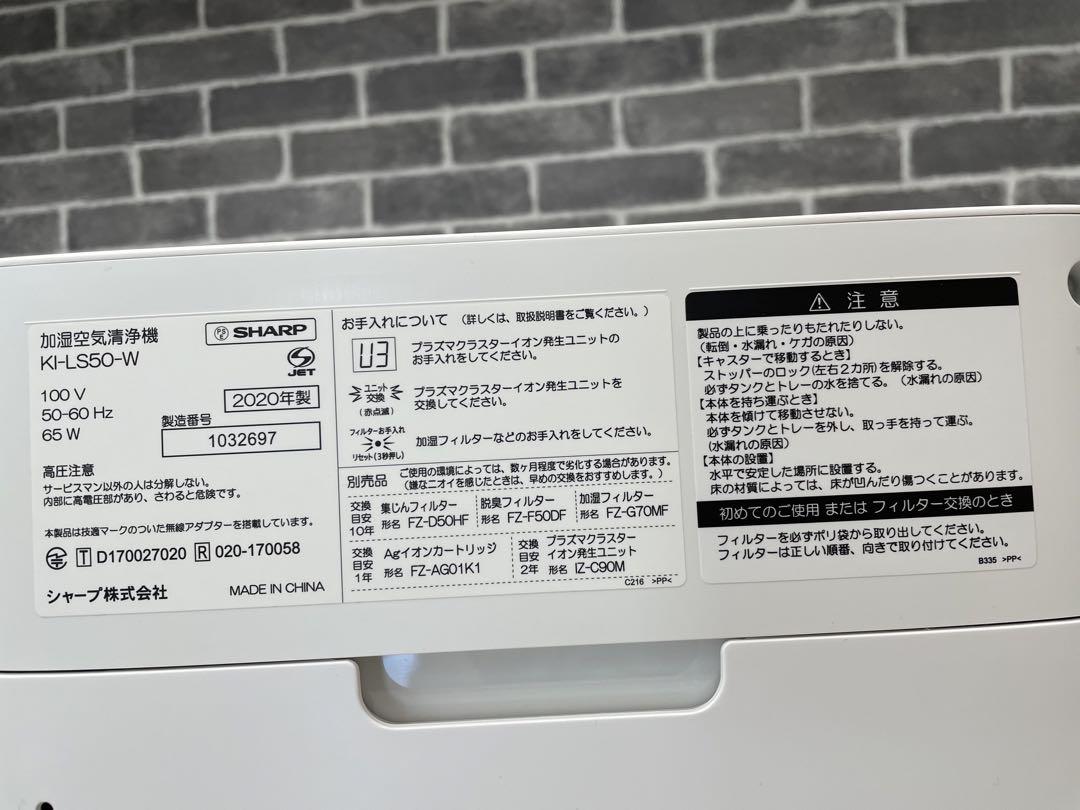 加湿空気清浄機
KI-LS50-W
PS
E
SHARP
JET
100 V
50-60 Hz
65 W
2020年製
製造番号
1032697
高圧注意
サービスマン以外の人は分解しない。
内部に高電圧部があり、さわると危険です。
本製品は技適マークのついた無線アダプターを搭載しています。
T D170027020 R 020-170058
シャープ株式会社
MADE IN CHINA
お手入れについて (詳しくは、取扱説明書をご覧ください。)
U3
プラズマクラスターイオン発生ユニットの
お手入れをしてください。
ユニット
交換
(赤点滅)
プラズマクラスターイオン発生ユニットを
交換してください。
フィルターお手入れ
リセット(3秒押し)
加湿フィルターなどのお手入れをしてください。
別売品
ご使用の環境によっては、数ヶ月程度で劣化する場合があります。
(嫌なニオイを感じたときは、早めの交換をおすすめします。)
交換
目安
10年
集じんフィルター
形名 FZ-D50HF
脱臭フィルター
形名 FZ-F50DF
加湿フィルター
形名 FZ-G70MF
交換
目安
1年
Agイオンカートリッジ
形名 FZ-AG01K1
交換
目安
2年
プラズマクラスター
イオン発生ユニット
形名 IZ-C90M
C216 >PP<
注意
製品の上に乗ったりもたれたりしない。
(転倒・水漏れ・ケガの原因)
【キャスターで移動するとき】
ストッパーのロック(左右2カ所)を解除する。
必ずタンクとトレーの水を捨てる。(水漏れの原因)
【本体を持ち運ぶとき】
本体を傾けて移動させない。
必ずタンクとトレーを外し、取っ手を持って運ぶ。
(水漏れの原因)
【本体の設置】
水平で安定した場所に設置する。
床の材質によっては、床が凹んだり傷つくことがあります。
初めてのご使用 または フィルター交換のとき
フィルターを必ずポリ袋から取り出してください。
フィルターは正しい順番、向きで取り付けてください。
B335 >PP<